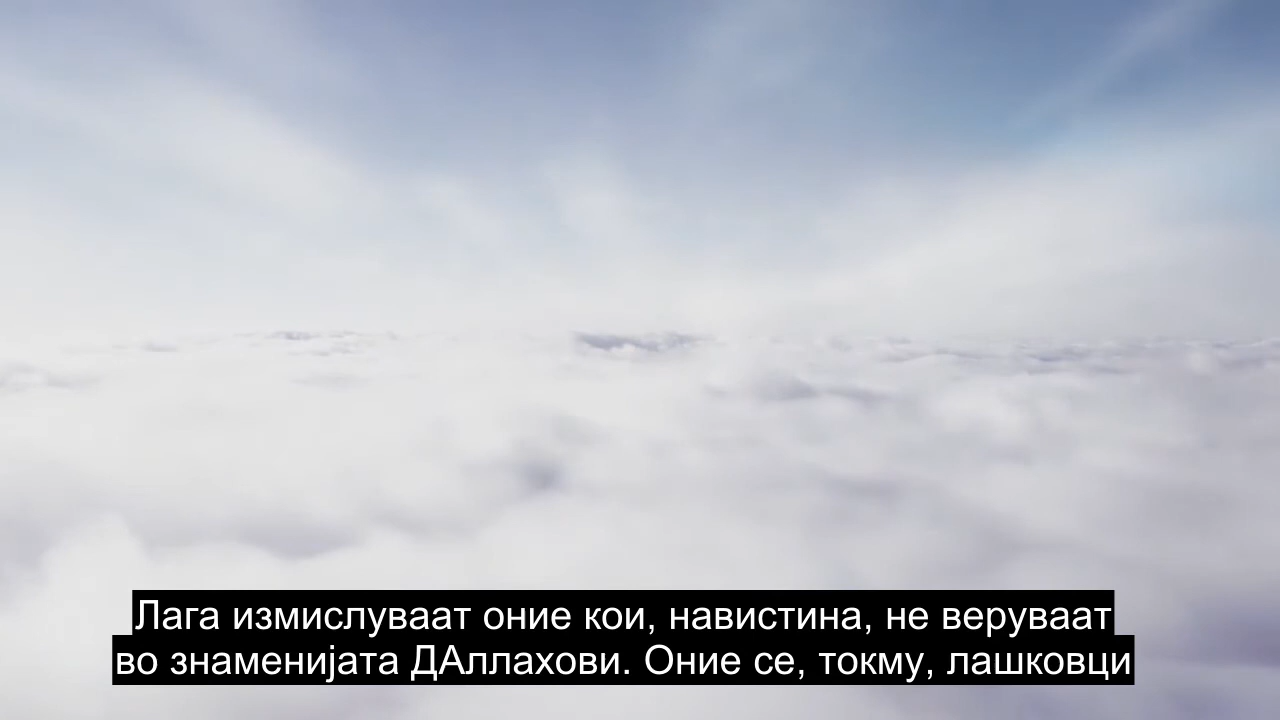 Лага измислуваат оние кои, навистина, не веруваат
во знаменијата ДАллахови. Оние се, токму, лашковци